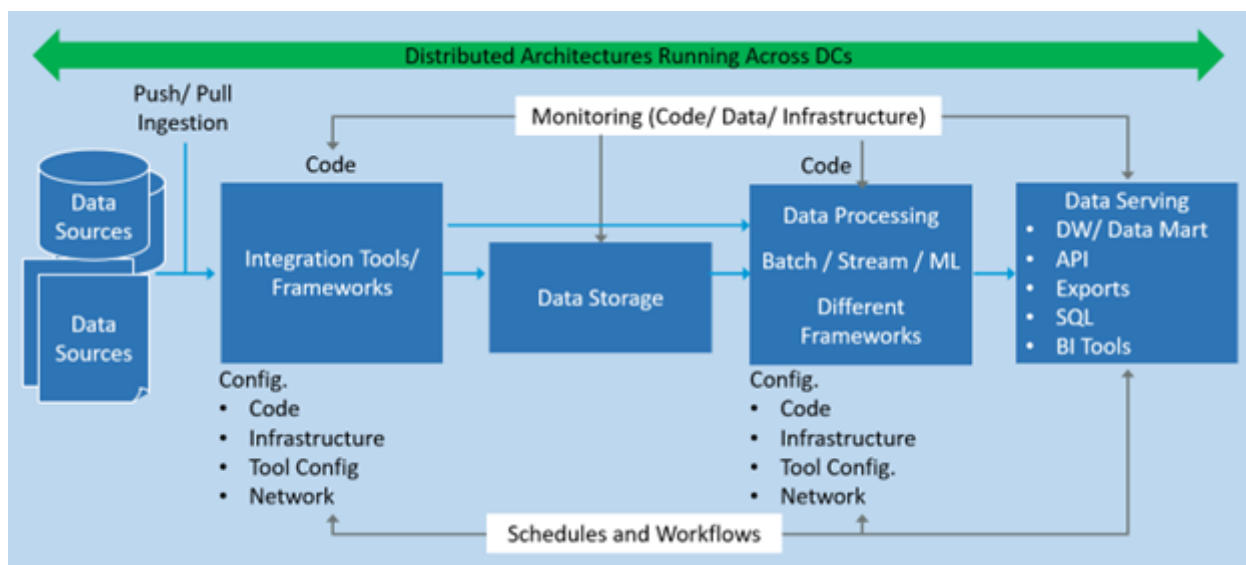 Distributed Architectures Running Across DCs
Push/ Pull
Ingestion
Monitoring (Code/ Data/ Infrastructure)
Code
Code
Data
Sources
Data
Sources
Integration Tools/
Frameworks
Data Storage
Data Processing
Batch / Stream / ML
Different
Frameworks
Data Serving
• DW/ Data Mart
• API
• Exports
• SQL
• BI Tools
Config.
• Code
• Infrastructure
• Tool Config
• Network
Config.
• Code
• Infrastructure
• Tool Config.
• Network
Schedules and Workflows